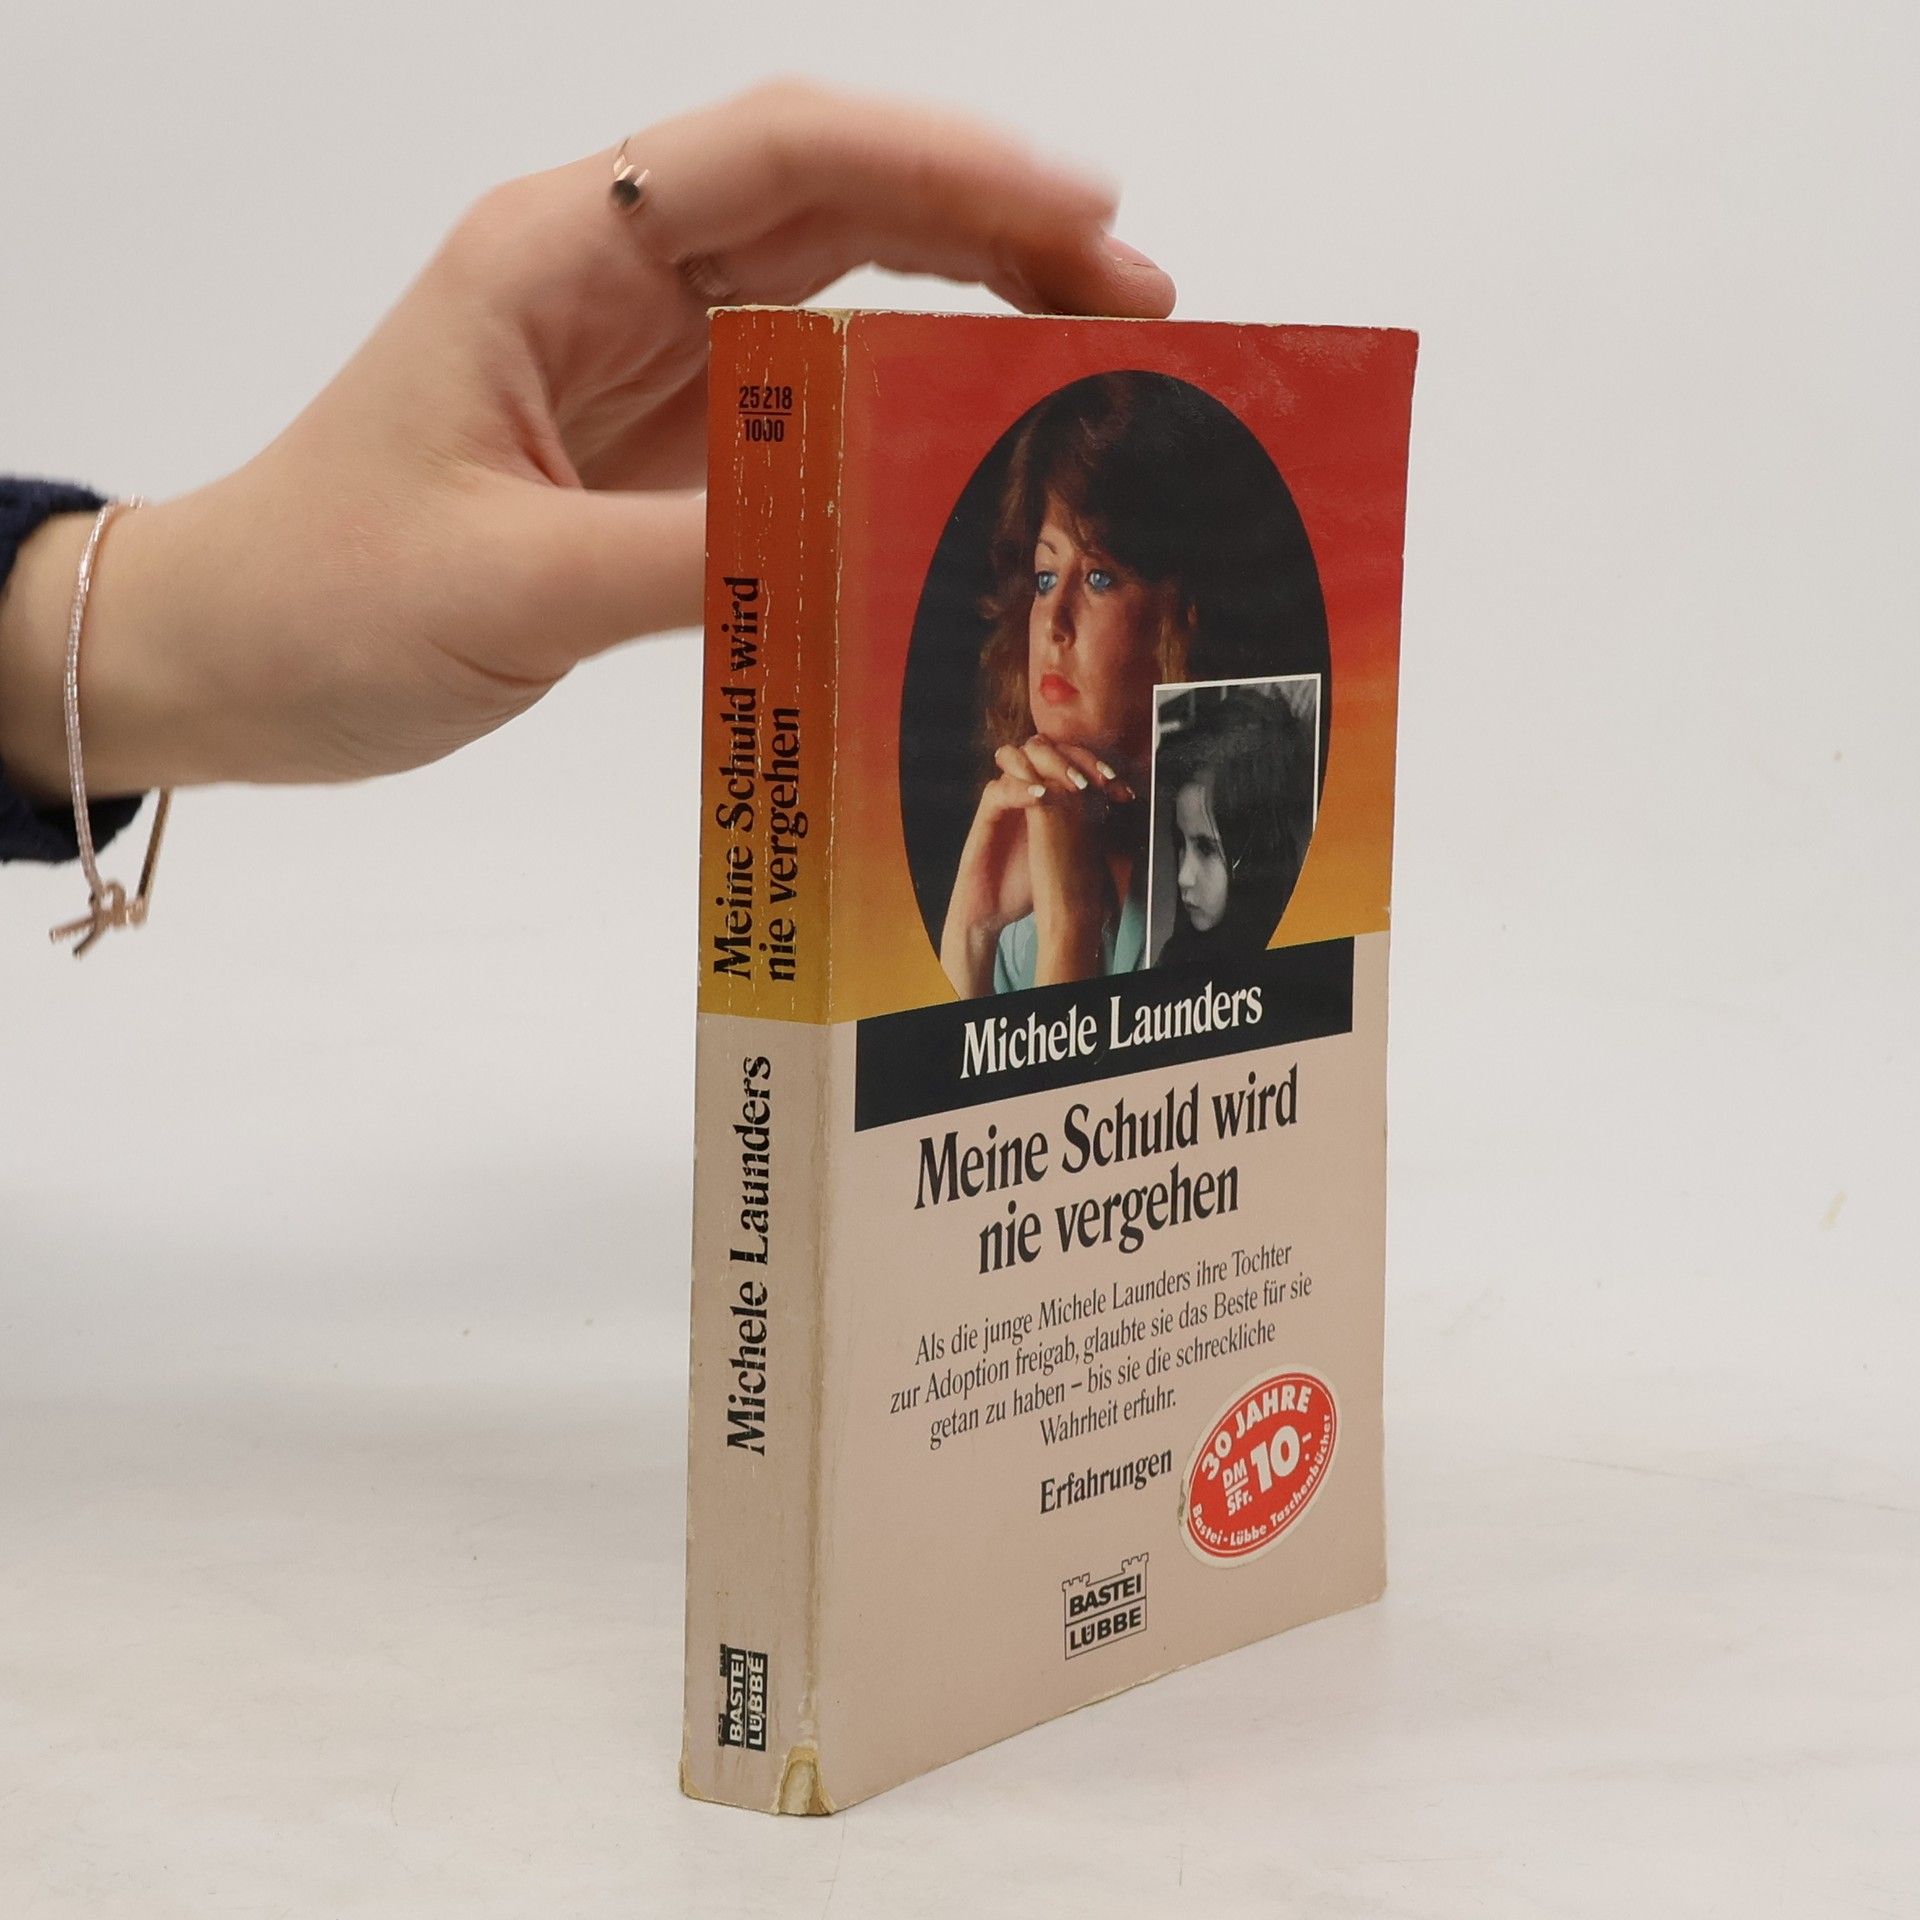 25 218
1000
Meine Schuld wird
nie vergehen
Michele Launders
BASTEI
LÜBBE
Michele Launders
Meine Schuld wird
nie vergehen
Als die junge Michele Launders ihre Tochter
zur Adoption freigab, glaubte sie das Beste für sie
getan zu haben – bis sie die schreckliche
Wahrheit erfuhr.
Erfahrungen
30 JAHRE
DM
SFr. 10.-
Bastei-Lübbe Taschenbücher
BASTEI
LÜBBE